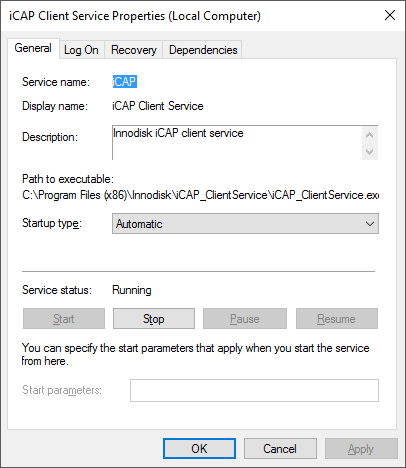 iCAP Client Service Properties (Local Computer)
General Log On Recovery Dependencies
Service name: iCAP
Display name: iCAP Client Service
Description: Innodisk iCAP client service
Path to executable:
C:\Program Files (x86)\Innodisk\iCAP_ClientService\iCAP_ClientService.exe
Startup type: Automatic
Service status: Running
Start Stop Pause Resume
You can specify the start parameters that apply when you start the service
from here.
Start parameters:
OK Cancel Apply